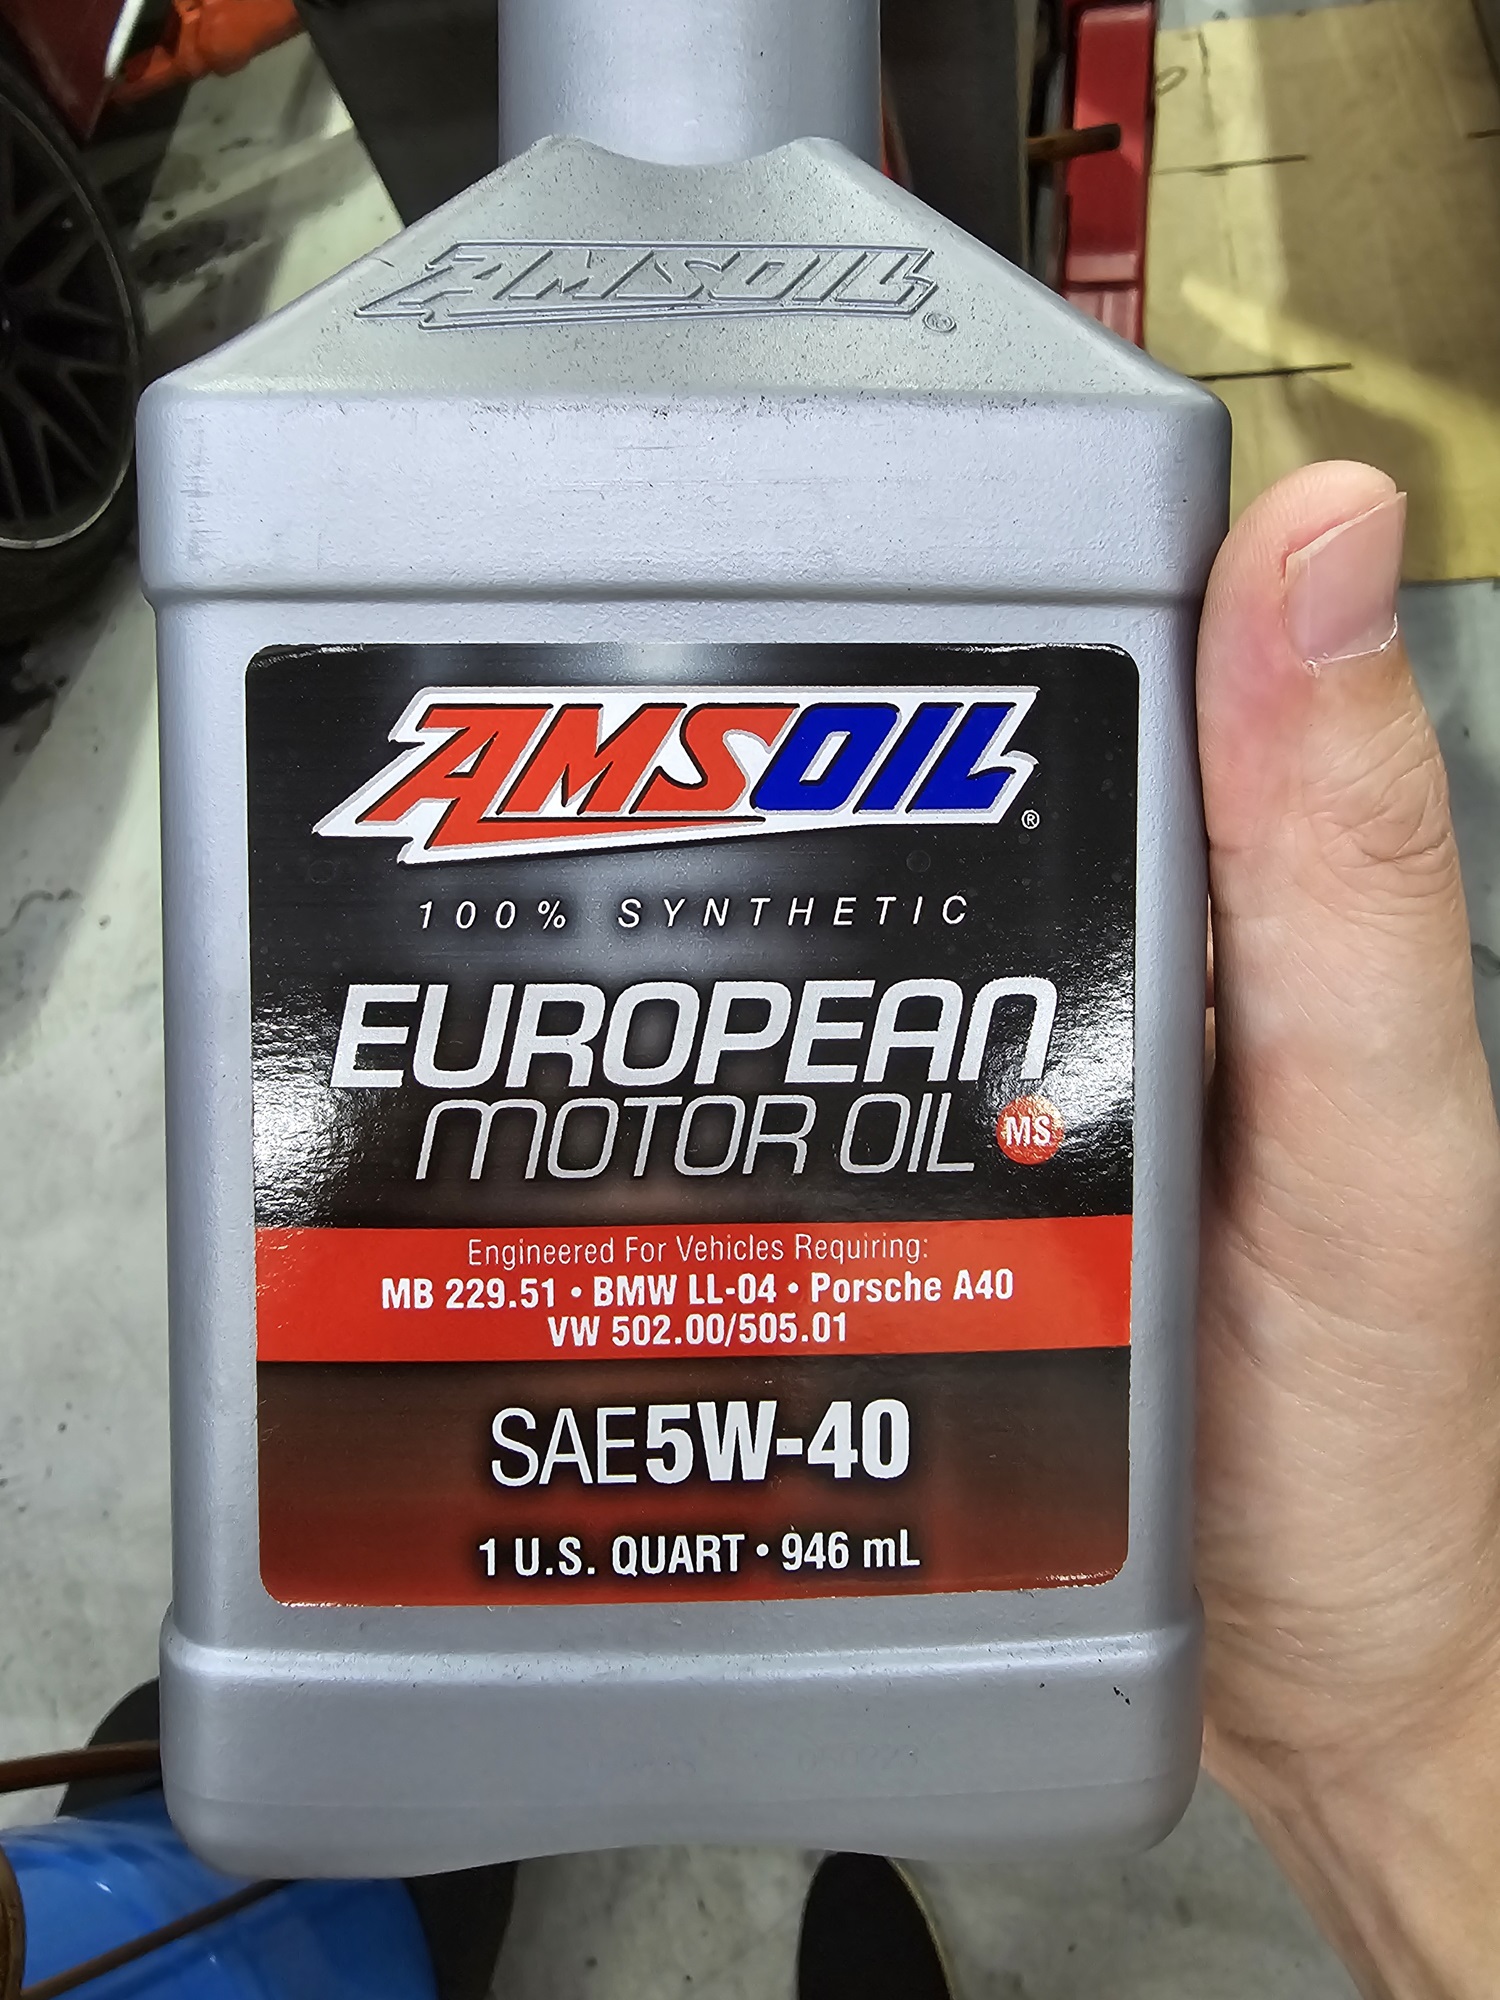 AMSOIL®
AMSOIL®
100% SYNTHETIC
EUROPEAN
MOTOR OIL MS
Engineered For Vehicles Requiring:
MB 229.51 • BMW LL-04 • Porsche A40
VW 502.00/505.01
SAE 5W-40
1 U.S. QUART • 946 mL